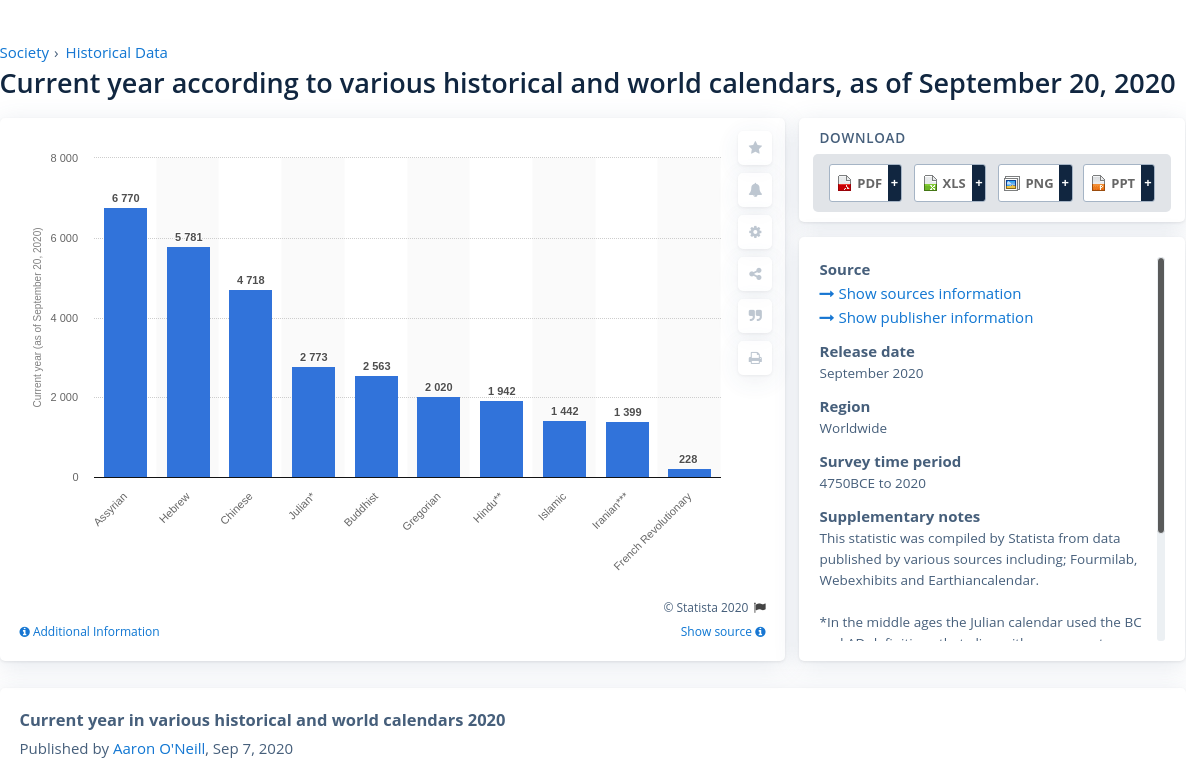 Society › Historical Data
Current year according to various historical and world calendars, as of September 20, 2020
8 000
6 000
4 000
2 000
0
Current year (as of September 20, 2020)
6 770
5 781
4 718
2 773
2 563
2 020
1 942
1 442
1 399
228
Assyrian
Hebrew
Chinese
Julian*
Buddhist
Gregorian
Hindu**
Islamic
Iranian***
French Revolutionary
© Statista 2020
Additional Information
Show source
DOWNLOAD
PDF +
XLS +
PNG +
PPT +
Source
Show sources information
Show publisher information
Release date
September 2020
Region
Worldwide
Survey time period
4750BCE to 2020
Supplementary notes
This statistic was compiled by Statista from data
published by various sources including; Fourmilab,
Webexhibits and Earthiancalendar.
*In the middle ages the Julian calendar used the BC
Current year in various historical and world calendars 2020
Published by Aaron O'Neill, Sep 7, 2020